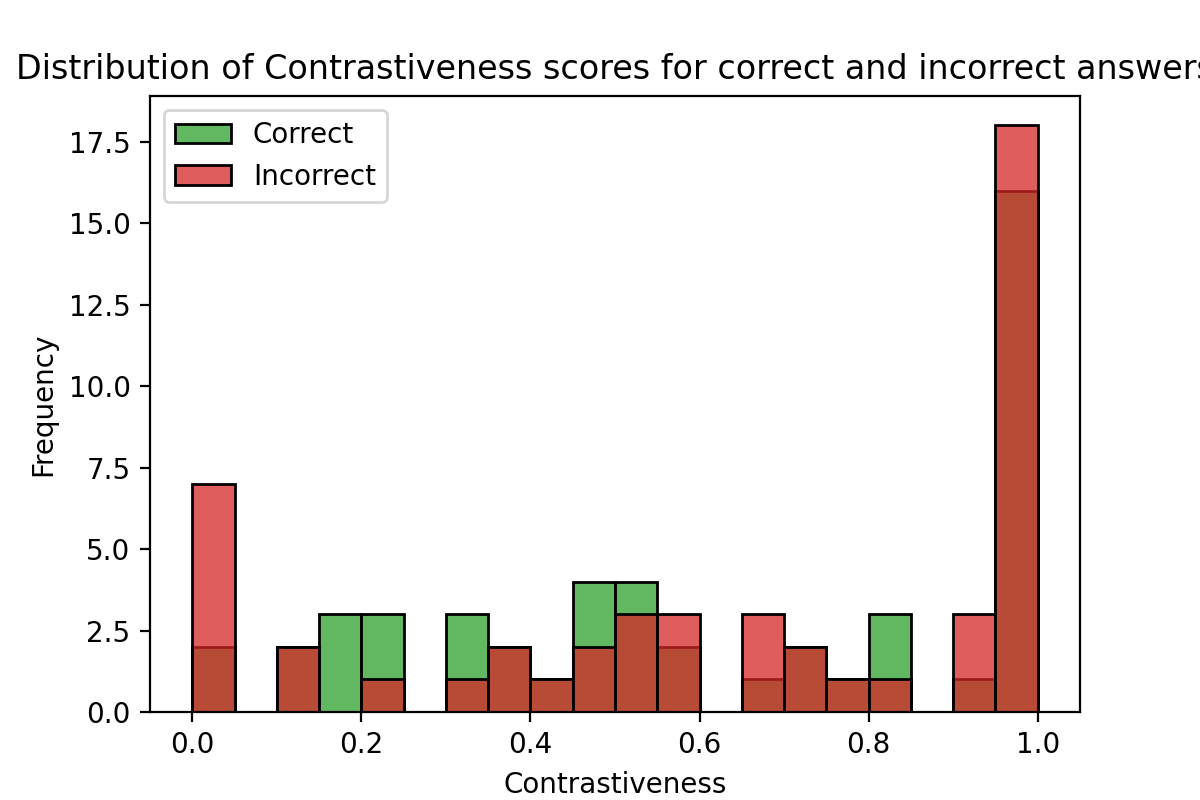 Distribution of Contrastiveness scores for correct and incorrect answers
Correct
Incorrect
17.5
15.0
12.5
10.0
7.5
5.0
2.5
0.0
Frequency
0.0 0.2 0.4 0.6 0.8 1.0
Contrastiveness